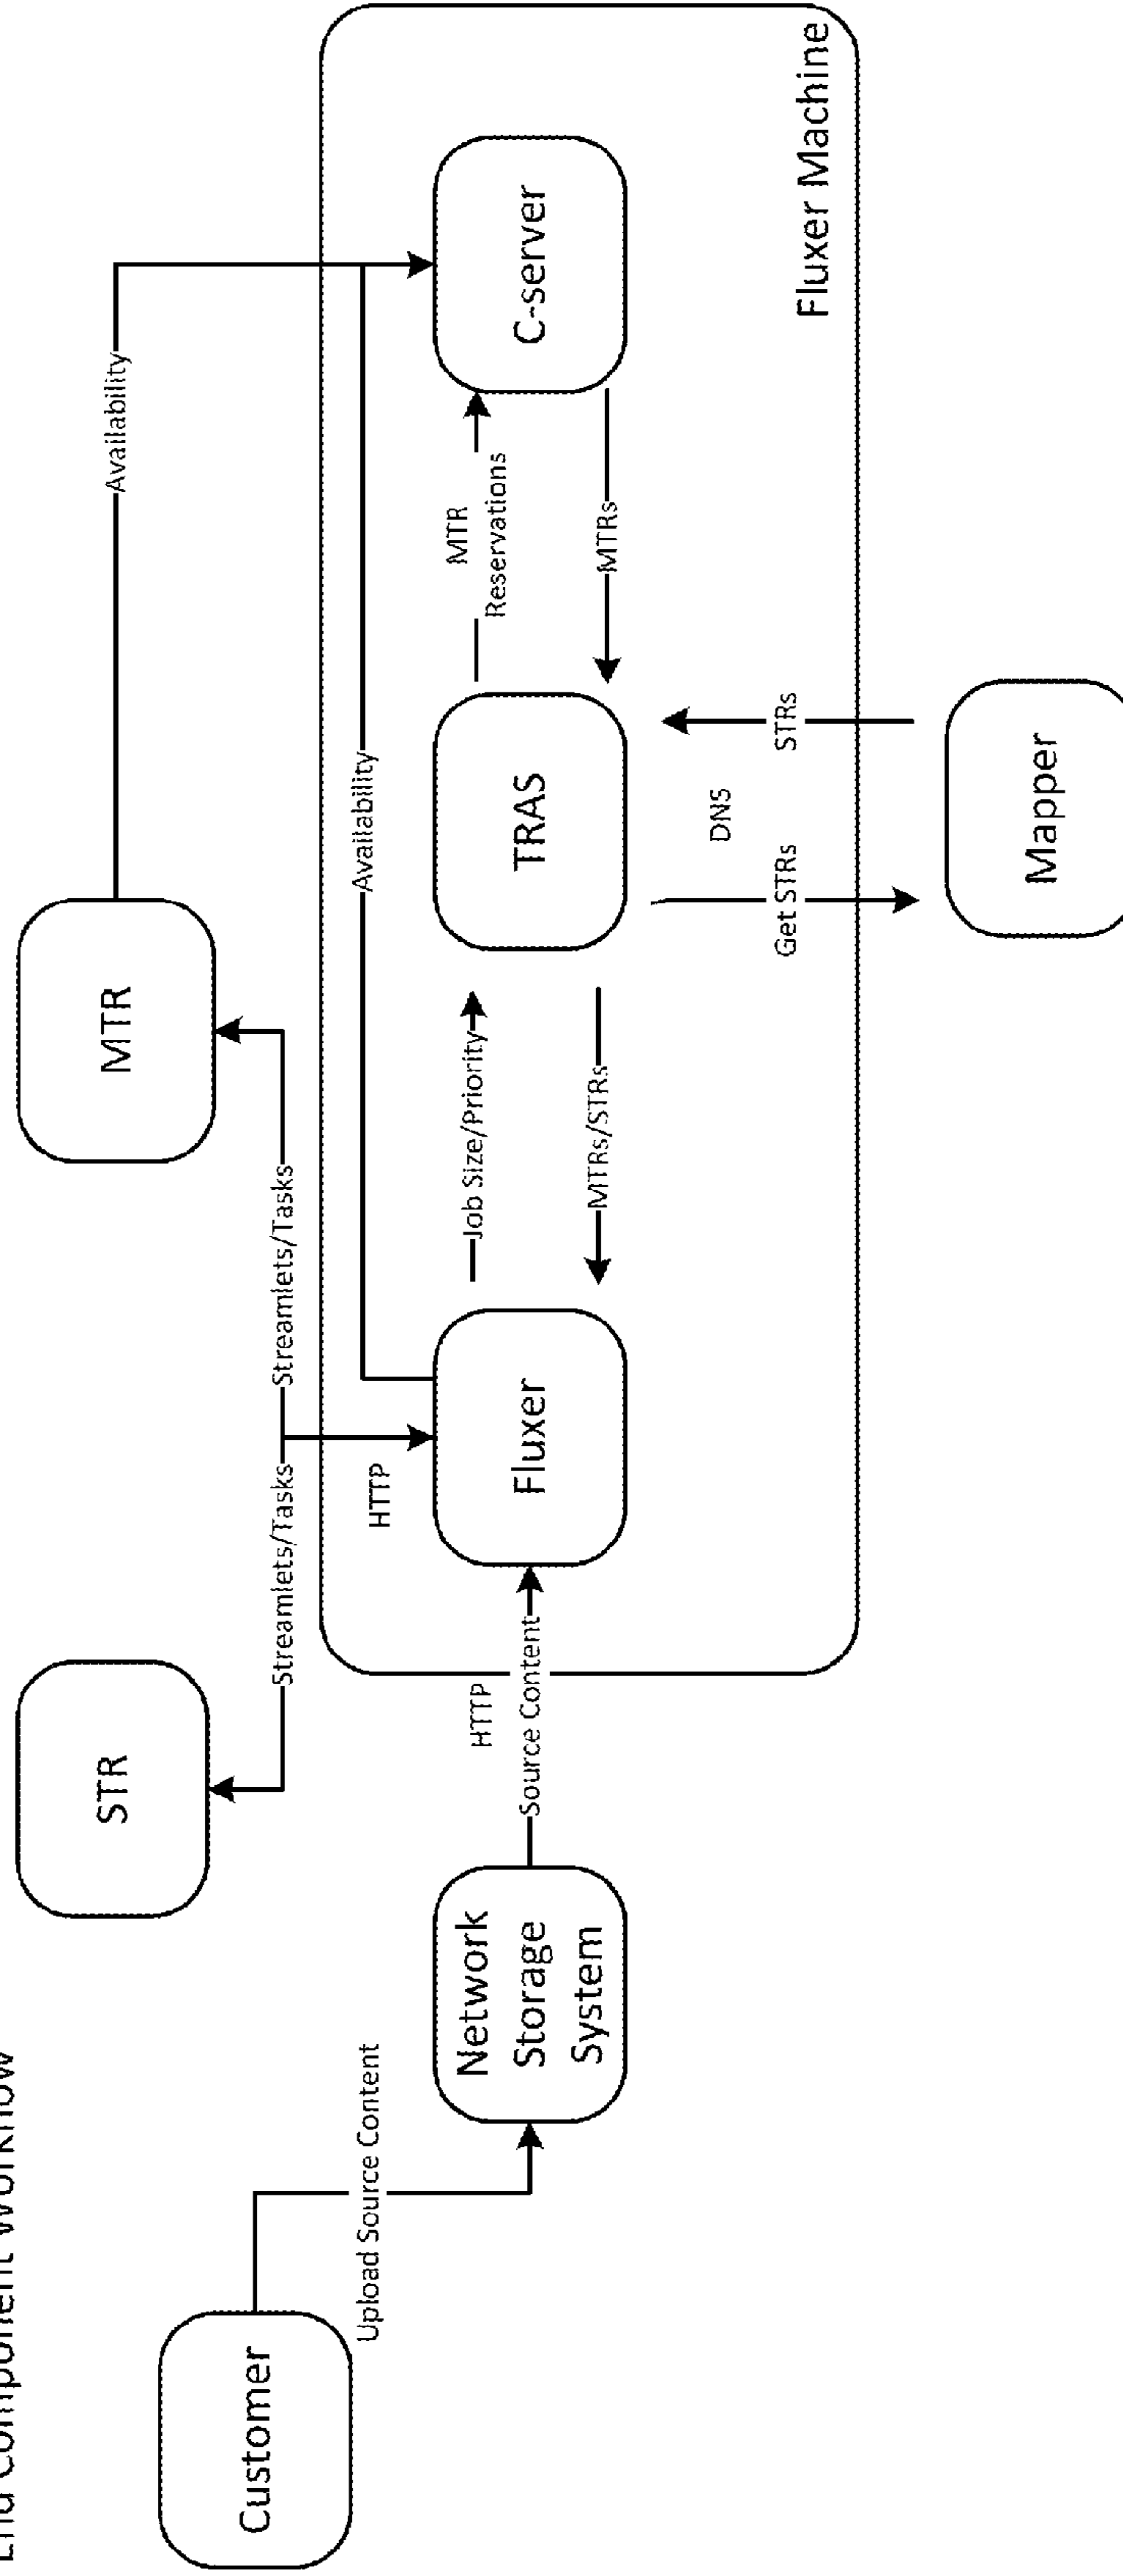 End Component Workflow
STR
MTR
Availability
Streamlets/Tasks
Streamlets/Tasks
Customer
Upload Source Content
HTTP
Availability
Network
Storage
System
HTTP
Source Content
Fluxer
Job Size/Priority
MTRs/STRs
TRAS
MTR
Reservations
MTRs
C-server
Get STRs
DNS
STRs
Fluxer Machine
Mapper